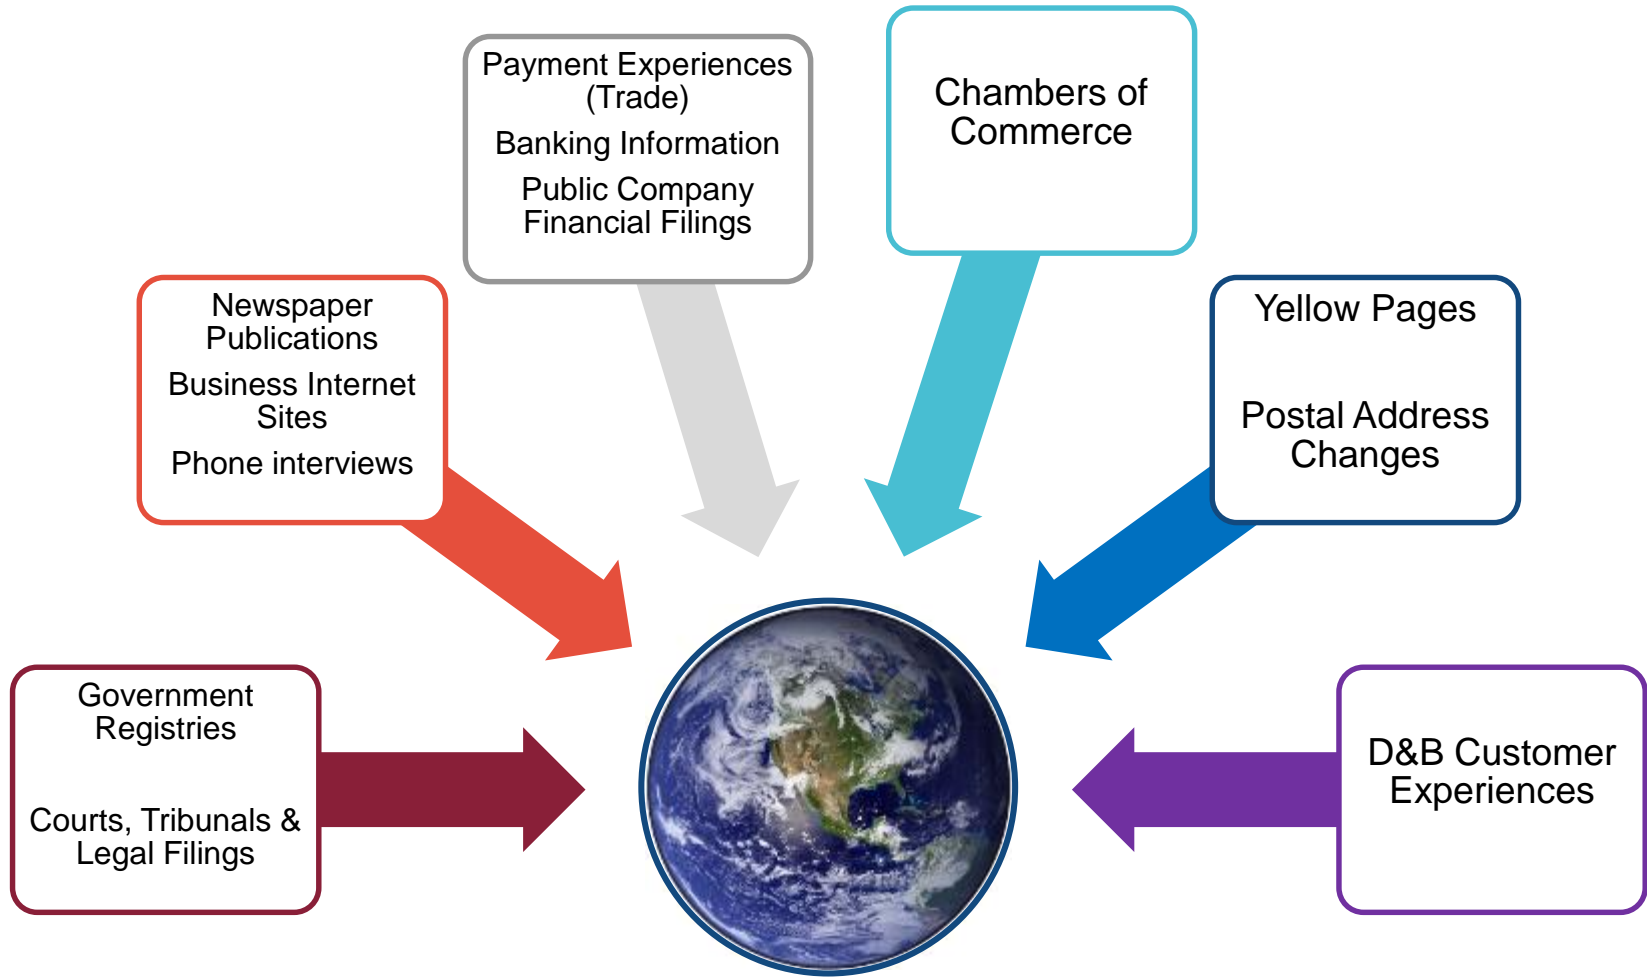 Payment Experiences
(Trade)
Banking Information
Public Company
Financial Filings
Chambers of
Commerce
Newspaper
Publications
Business Internet
Sites
Phone interviews
Yellow Pages
Postal Address
Changes
Government
Registries
Courts, Tribunals &
Legal Filings
D&B Customer
Experiences